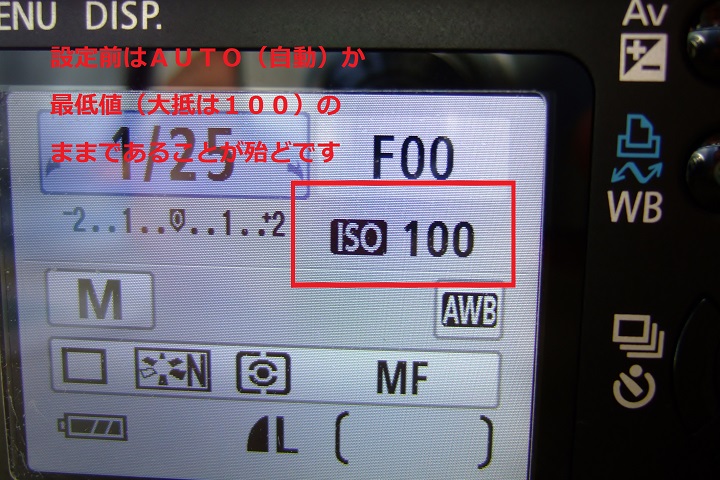 MENU DISP.
Av
設定前はＡＵＴＯ（自動）か
最低値（大抵は１００）の
ままであることが殆どです
1/25 F00
-2..1..0..1..+2
ISO 100
WB
M
AWB
N
MF
L
( )